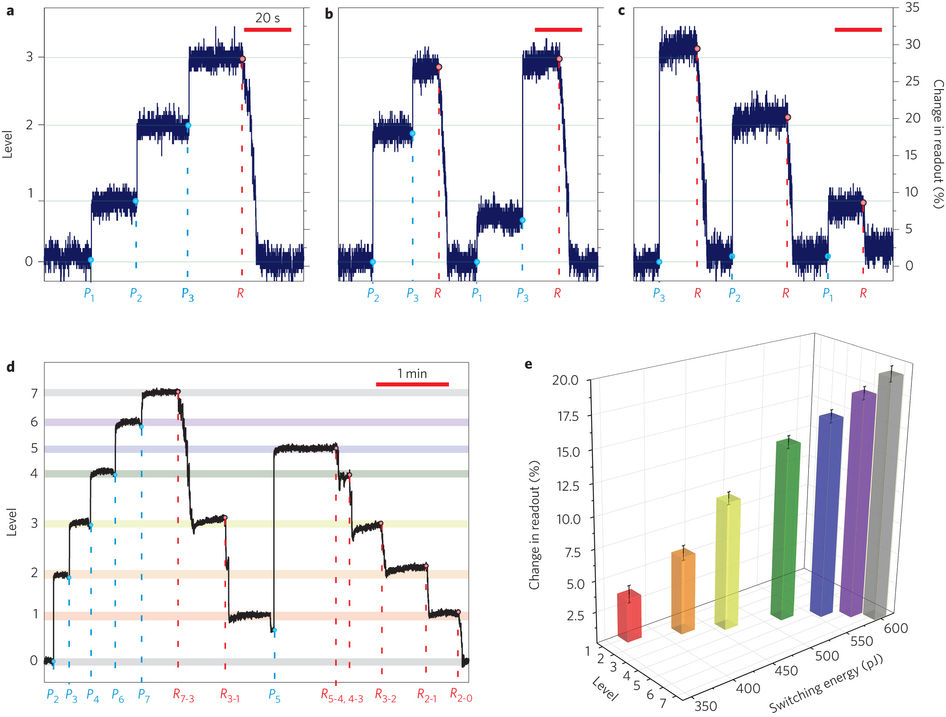 a
20 s
Level
3
2
1
0
P1
P2
P3
R
b
P2
P3
R
P1
P3
R
c
35
30
25
20
15
10
5
0
Change in readout (%)
P3
R
P2
R
P1
R
d
1 min
Level
7
6
5
4
3
2
1
0
P2
P3
P4
P6
P7
R7-3
R3-1
P5
R5-4, 4-3
R3-2
R2-1
R2-0
e
Change in readout (%)
20.0
17.5
15.0
12.5
10.0
7.5
5.0
2.5
1
2
3
4
5
6
7
Level
350
400
450
500
550
600
Switching energy (pJ)